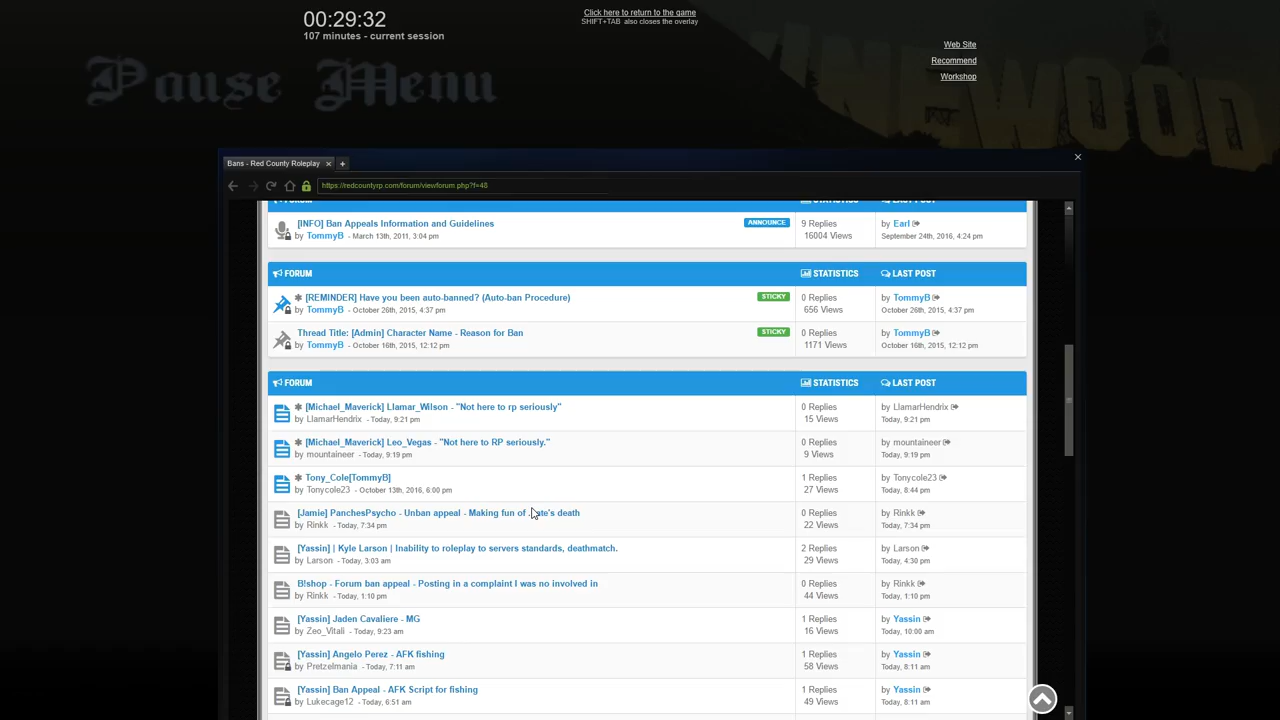 00:29:32
107 minutes - current session
Click here to return to the game
SHIFT+TAB also closes the overlay
Web Site
Recommend
Workshop
Pause Menu
Bans - Red County Roleplay
https://redcountyrp.com/forum/viewforum.php?f=48
FORUM STATISTICS LAST POST
[INFO] Ban Appeals Information and Guidelines ANNOUNCE 9 Replies by Earl
by TommyB - March 13th, 2011, 3:04 pm 16004 Views September 24th, 2016, 4:24 pm
FORUM STATISTICS LAST POST
[REMINDER] Have you been auto-banned? (Auto-ban Procedure) STICKY 0 Replies by TommyB
by TommyB - October 26th, 2015, 4:37 pm 656 Views October 26th, 2015, 4:37 pm
Thread Title: [Admin] Character Name - Reason for Ban STICKY 0 Replies by TommyB
by TommyB - October 16th, 2015, 12:12 pm 1171 Views October 16th, 2015, 12:12 pm
FORUM STATISTICS LAST POST
[Michael_Maverick] Llamar_Wilson - "Not here to rp seriously" 0 Replies by LlamarHendrix
by LlamarHendrix - Today, 9:21 pm 15 Views Today, 9:21 pm
[Michael_Maverick] Leo_Vegas - "Not here to RP seriously." 0 Replies by mountaineer
by mountaineer - Today, 9:19 pm 9 Views Today, 9:19 pm
Tony_Cole[TommyB] 1 Replies by Tonycole23
by Tonycole23 - October 13th, 2016, 6:00 pm 27 Views Today, 8:44 pm
[Jamie] PanchesPsycho - Unban appeal - Making fun of death 0 Replies by Rinkk
by Rinkk - Today, 7:34 pm 22 Views Today, 7:34 pm
[Yassin] | Kyle Larson | Inability to roleplay to servers standards, deathmatch. 2 Replies by Larson
by Larson - Today, 3:03 am 29 Views Today, 4:30 pm
B!shop - Forum ban appeal - Posting in a complaint I was no involved in 0 Replies by Rinkk
by Rinkk - Today, 1:10 pm 44 Views Today, 1:10 pm
[Yassin] Jaden Cavaliere - MG 1 Replies by Yassin
by Zeo_Vitali - Today, 9:23 am 16 Views Today, 10:00 am
[Yassin] Angelo Perez - AFK fishing 1 Replies by Yassin
by Pretzelmania - Today, 7:11 am 58 Views Today, 8:11 am
[Yassin] Ban Appeal - AFK Script for fishing 1 Replies by Yassin
by Lukecage12 - Today, 6:51 am 49 Views Today, 8:11 am